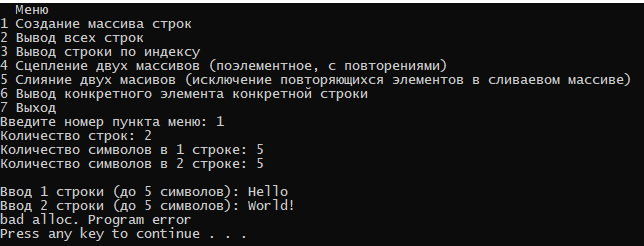 Меню
1 Создание массива строк
2 Вывод всех строк
3 Вывод строки по индексу
4 Сцепление двух массивов (поэлементное, с повторениями)
5 Слияние двух масивов (исключение повторяющихся элементов в сливаевом массиве)
6 Вывод конкретного элемента конкретной строки
7 Выход
Введите номер пункта меню: 1
Количество строк: 2
Количество символов в 1 строке: 5
Количество символов в 2 строке: 5
Ввод 1 строки (до 5 символов): Hello
Ввод 2 строки (до 5 символов): World!
bad alloc. Program error
Press any key to continue . . .